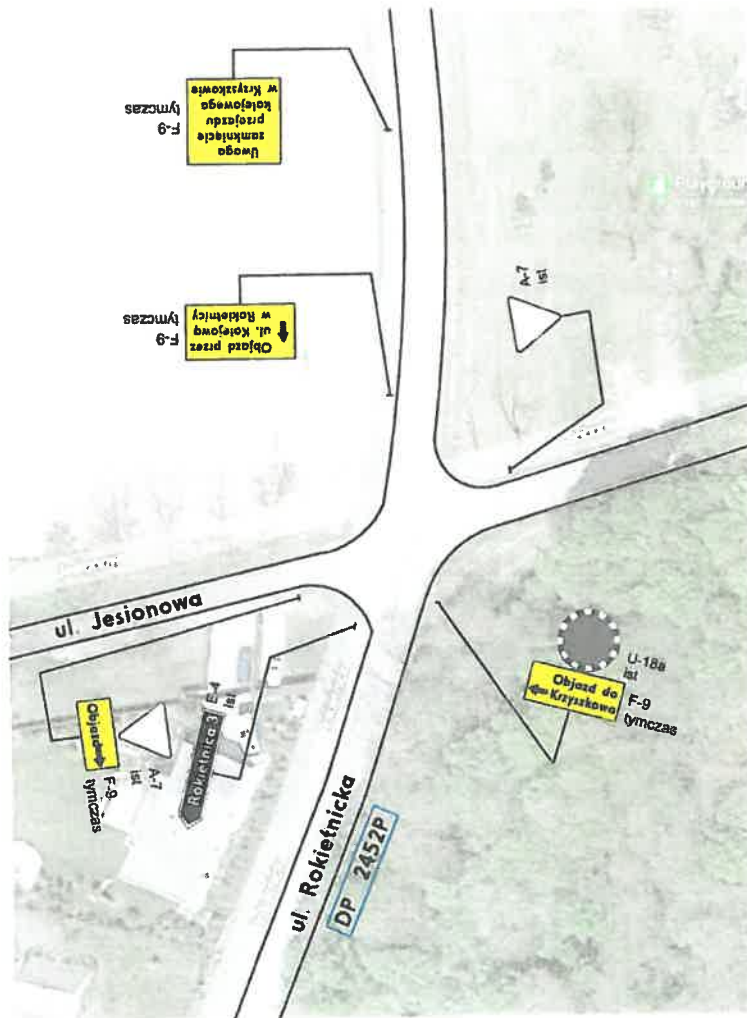 Uwaga
zamknięcie
przejazdu
kolejowego
w Krzyszkowie
F-9
tymczas
Objazd przez
ul. Kolejową
w Rokietnicy
F-9
tymczas
A-7
ist
Playground
ul. Jesionowa
Objazd
A-7
ist
F-9
tymczas
Rokietnica 3
E-4
ist
ul. Rokietnicka
DP 2452P
U-18a
ist
Objazd do
Krzyszkowa
F-9
tymczas